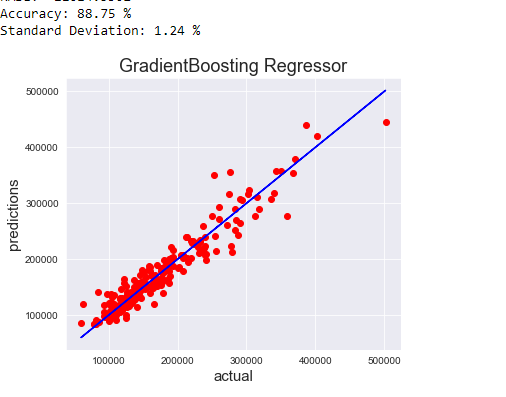 Accuracy: 88.75 %
Standard Deviation: 1.24 %
GradientBoosting Regressor
500000
400000
300000
200000
100000
predictions
100000 200000 300000 400000 500000
actual